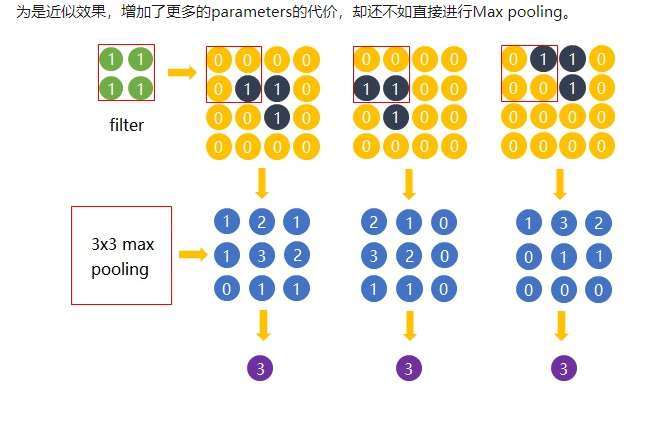 为是近似效果，增加了更多的parameters的代价，却还不如直接进行Max pooling。
1 1 0 0 0 0 0 0 0 0 0 1 1 0
1 1 0 1 1 0 1 1 0 0 0 0 1 0
0 0 1 0 0 1 0 0 0 0 0 0
filter
0 0 0 0 0 0 0 0 0 0 0 0
1 2 1 2 1 0 1 3 2
3x3 max
pooling
1 3 2 3 2 0 0 1 1
0 1 1 1 1 0 0 0 0
3 3 3